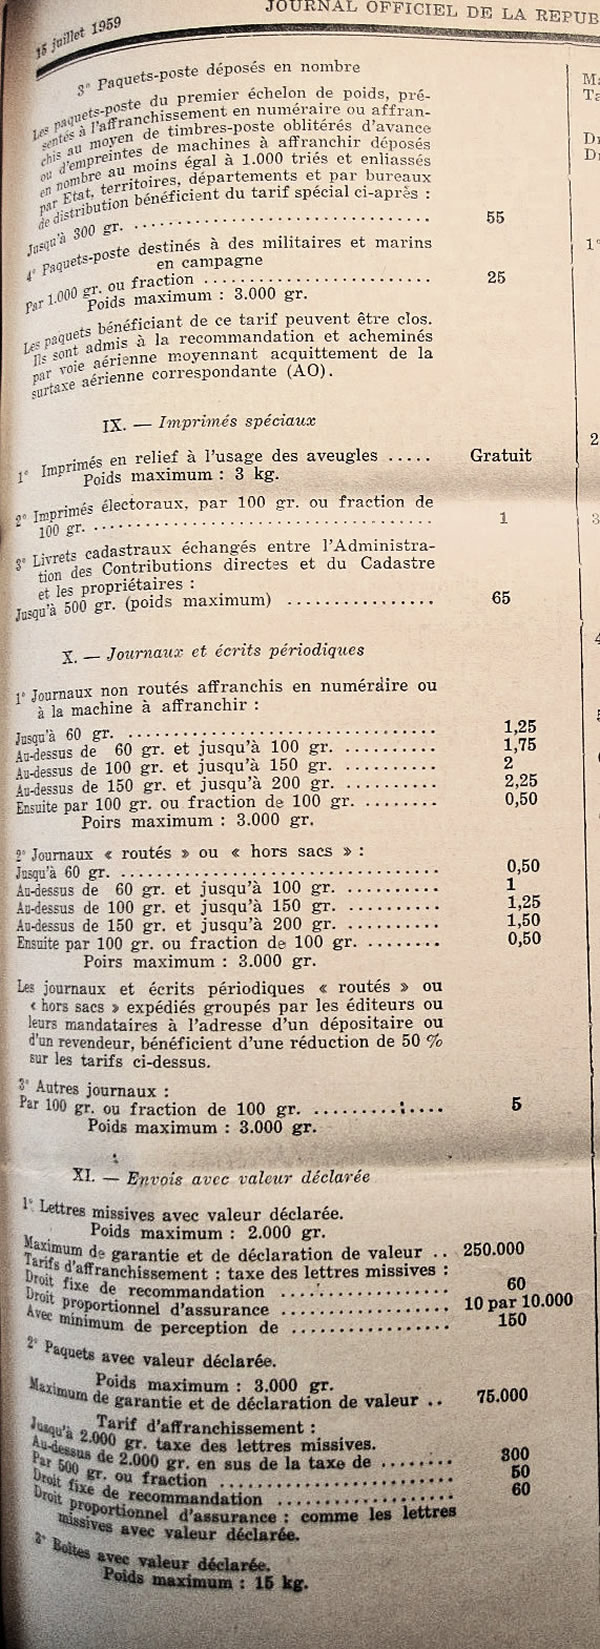 15 juillet 1959
JOURNAL OFFICIEL DE LA REPUB
3° Paquets-poste déposés en nombre
Les paquets-poste du premier échelon de poids, pré-
sentés à l'affranchissement en numéraire ou affran-
chis au moyen de timbres-poste oblitérés d'avance
ou d'empreintes de machines à affranchir déposés
en nombre au moins égal à 1.000 triés et enliassés
par Etat, territoires, départements et par bureaux
de distribution bénéficient du tarif spécial ci-après :
Jusqu'à 300 gr. .............................. 55
4° Paquets-poste destinés à des militaires et marins
en campagne
Par 1.000 gr. ou fraction .................... 25
Poids maximum : 3.000 gr.
Les paquets bénéficiant de ce tarif peuvent être clos.
Ils sont admis à la recommandation et acheminés
par voie aérienne moyennant acquittement de la
surtaxe aérienne correspondante (AO).
IX. — Imprimés spéciaux
1° Imprimés en relief à l'usage des aveugles ..... Gratuit
Poids maximum : 3 kg.
2° Imprimés électoraux, par 100 gr. ou fraction de
100 gr. .................................. 1
3° Livrets cadastraux échangés entre l'Administra-
tion des Contributions directes et du Cadastre
et les propriétaires :
Jusqu'à 500 gr. (poids maximum) ................ 65
X. — Journaux et écrits périodiques
1° Journaux non routés affranchis en numéraire ou
à la machine à affranchir :
Jusqu'à 60 gr. .................................. 1,25
Au-dessus de 60 gr. et jusqu'à 100 gr. .......... 1,75
Au-dessus de 100 gr. et jusqu'à 150 gr. .......... 2
Au-dessus de 150 gr. et jusqu'à 200 gr. .......... 2,25
Ensuite par 100 gr. ou fraction de 100 gr. ........ 0,50
Poirs maximum : 3.000 gr.
2° Journaux « routés » ou « hors sacs » :
Jusqu'à 60 gr. .................................. 0,50
Au-dessus de 60 gr. et jusqu'à 100 gr. .......... 1
Au-dessus de 100 gr. et jusqu'à 150 gr. .......... 1,25
Au-dessus de 150 gr. et jusqu'à 200 gr. .......... 1,50
Ensuite par 100 gr. ou fraction de 100 gr. ........ 0,50
Poirs maximum : 3.000 gr.
Les journaux et écrits périodiques « routés » ou
« hors sacs » expédiés groupés par les éditeurs ou
leurs mandataires à l'adresse d'un dépositaire ou
d'un revendeur, bénéficient d'une réduction de 50 %
sur les tarifs ci-dessus.
3° Autres journaux :
Par 100 gr. ou fraction de 100 gr. .............. 5
Poids maximum : 3.000 gr.
XI. — Envois avec valeur déclarée
1° Lettres missives avec valeur déclarée.
Poids maximum : 2.000 gr.
Maximum de garantie et de déclaration de valeur .. 250.000
Tarifs d'affranchissement : taxe des lettres missives :
Droit fixe de recommandation .................. 60
Droit proportionnel d'assurance ................ 10 par 10.000
Avec minimum de perception de ................ 150
2° Paquets avec valeur déclarée.
Poids maximum : 3.000 gr.
Maximum de garantie et de déclaration de valeur .. 75.000
Tarif d'affranchissement :
Jusqu'à 2.000 gr. taxe des lettres missives.
Au-dessus de 2.000 gr. en sus de la taxe de ........ 300
Par 500 gr. ou fraction ........................ 50
Droit fixe de recommandation .................... 60
Droit proportionnel d'assurance : comme les lettres
missives avec valeur déclarée.
3° Boîtes avec valeur déclarée.
Poids maximum : 15 kg.
Ma
Ta
1°
2
3
4